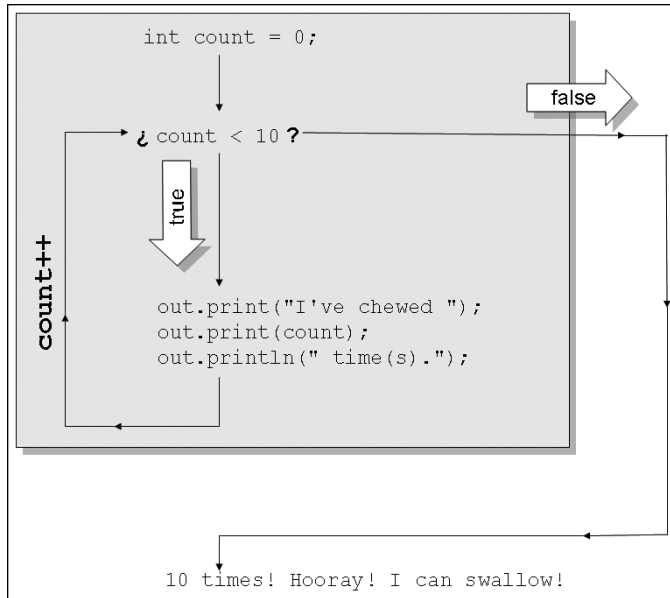 int count = 0;
false
¿ count < 10 ?
true
count++
out.print("I've chewed ");
out.print(count);
out.println(" time(s).");
10 times! Hooray! I can swallow!